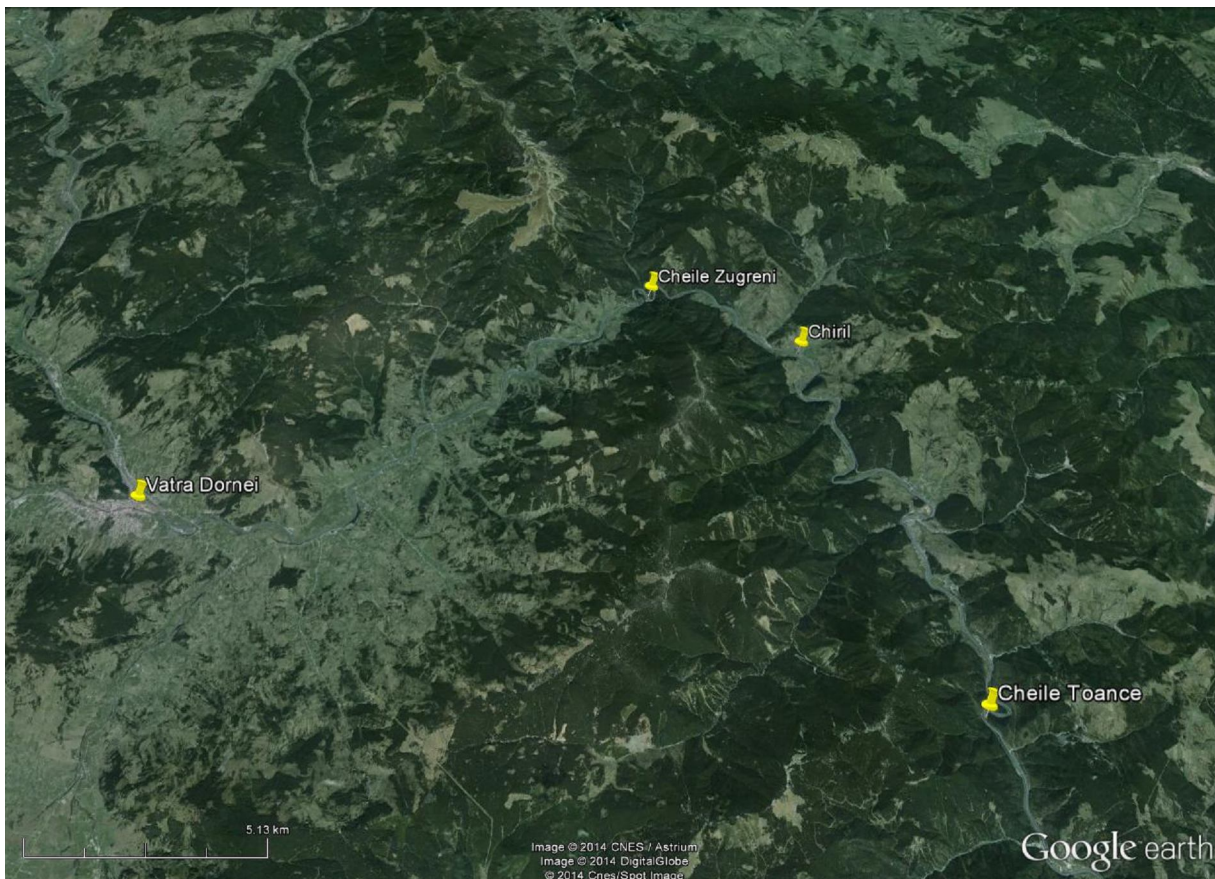 Cheile Zugreni
Chiril
Vatra Dornei
Cheile Toance
5.13 km
Image © 2014 CNES / Astrium
Image © 2014 DigitalGlobe
© 2014 Cnes/Spot Image
Google earth